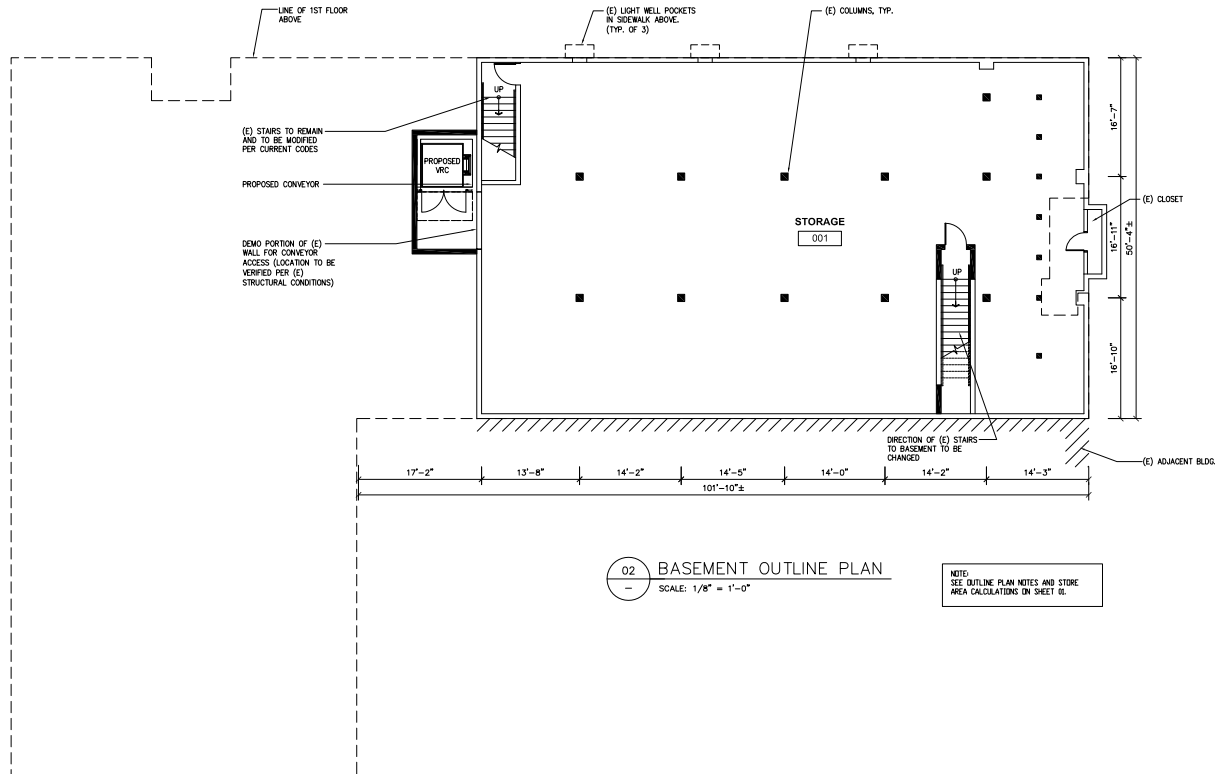 LINE OF 1ST FLOOR
ABOVE
(E) LIGHT WELL POCKETS
IN SIDEWALK ABOVE.
(TYP. OF 3)
(E) COLUMNS, TYP.
UP
(E) STAIRS TO REMAIN
AND TO BE MODIFIED
PER CURRENT CODES
PROPOSED
VRC
PROPOSED CONVEYOR
DEMO PORTION OF (E)
WALL FOR CONVEYOR
ACCESS (LOCATION TO BE
VERIFIED PER (E)
STRUCTURAL CONDITIONS)
STORAGE
001
UP
(E) CLOSET
16'-7"
16'-11"
50'-4"±
16'-10"
DIRECTION OF (E) STAIRS
TO BASEMENT TO BE
CHANGED
(E) ADJACENT BLDG.
17'-2"
13'-8"
14'-2"
14'-5"
14'-0"
14'-2"
14'-3"
101'-10"±
02
–
BASEMENT OUTLINE PLAN
SCALE: 1/8" = 1'-0"
NOTE:
SEE OUTLINE PLAN NOTES AND STORE
AREA CALCULATIONS ON SHEET 01.